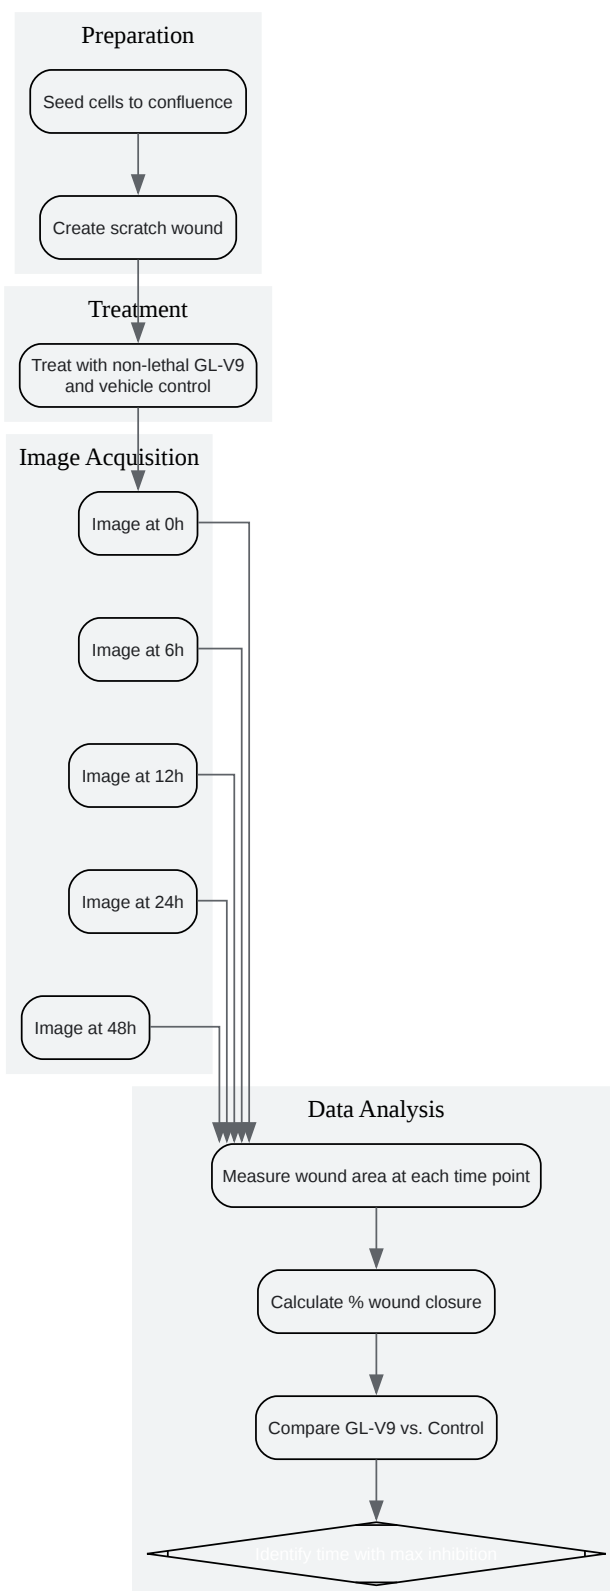 Preparation
Seed cells to confluence
Create scratch wound
Treatment
Treat with non-lethal GL-V9
and vehicle control
Image Acquisition
Image at 0h
Image at 6h
Image at 12h
Image at 24h
Image at 48h
Data Analysis
Measure wound area at each time point
Calculate % wound closure
Compare GL-V9 vs. Control
Identify time with max inhibition